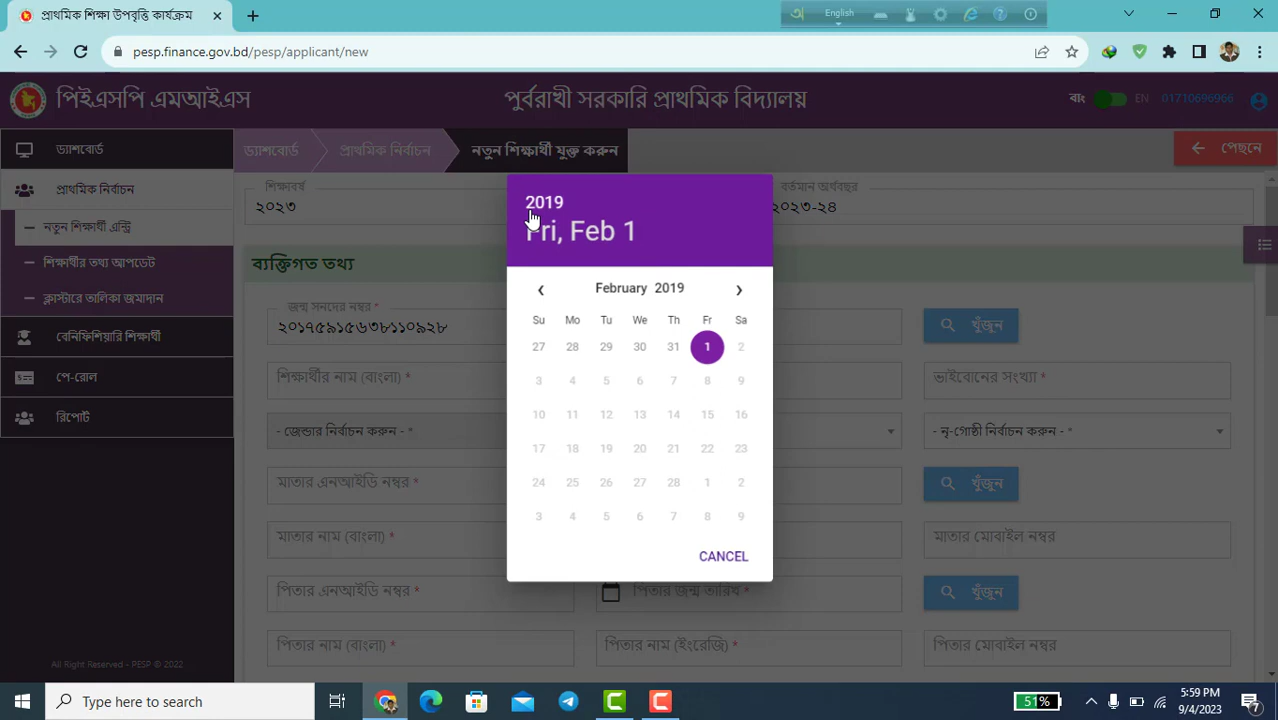 প্রাথমিক শিক্ষা উপবৃত্তি কার্যক্রম
English
pesp.finance.gov.bd/pesp/applicant/new
পিইএসপি এমআইএস
পুর্বরাখী সরকারি প্রাথমিক বিদ্যালয়
বাং EN 01710696966
ড্যাশবোর্ড
প্রাথমিক নির্বাচন
নতুন শিক্ষার্থী এন্ট্রি
শিক্ষার্থীর তথ্য আপডেট
ক্লাস্টারে তালিকা জমাদান
বেনিফিশিয়ারি শিক্ষার্থী
পে-রোল
রিপোর্ট
All Right Reserved - PESP © 2022
ড্যাশবোর্ড প্রাথমিক নির্বাচন নতুন শিক্ষার্থী যুক্ত করুন
পেছনে
শিক্ষাবর্ষ
২০২৩
বর্তমান অর্থবছর
২০২৩-২৪
ব্যক্তিগত তথ্য
জন্ম সনদের নম্বর *
২০১৭৫৯১৫৬৩৮১১০৯২৮
খুঁজুন
শিক্ষার্থীর নাম (বাংলা) *
ভাইবোনের সংখ্যা *
- জেন্ডার নির্বাচন করুন - *
- নৃ-গোষ্ঠী নির্বাচন করুন - *
মাতার এনআইডি নম্বর *
খুঁজুন
মাতার নাম (বাংলা) *
মাতার মোবাইল নম্বর
পিতার এনআইডি নম্বর *
পিতার জন্ম তারিখ *
খুঁজুন
পিতার নাম (বাংলা) *
পিতার নাম (ইংরেজি) *
পিতার মোবাইল নম্বর
2019
Fri, Feb 1
February 2019
Su Mo Tu We Th Fr Sa
27 28 29 30 31 1 2
3 4 5 6 7 8 9
10 11 12 13 14 15 16
17 18 19 20 21 22 23
24 25 26 27 28 1 2
3 4 5 6 7 8 9
CANCEL
Type here to search
51%
5:59 PM
9/4/2023
7